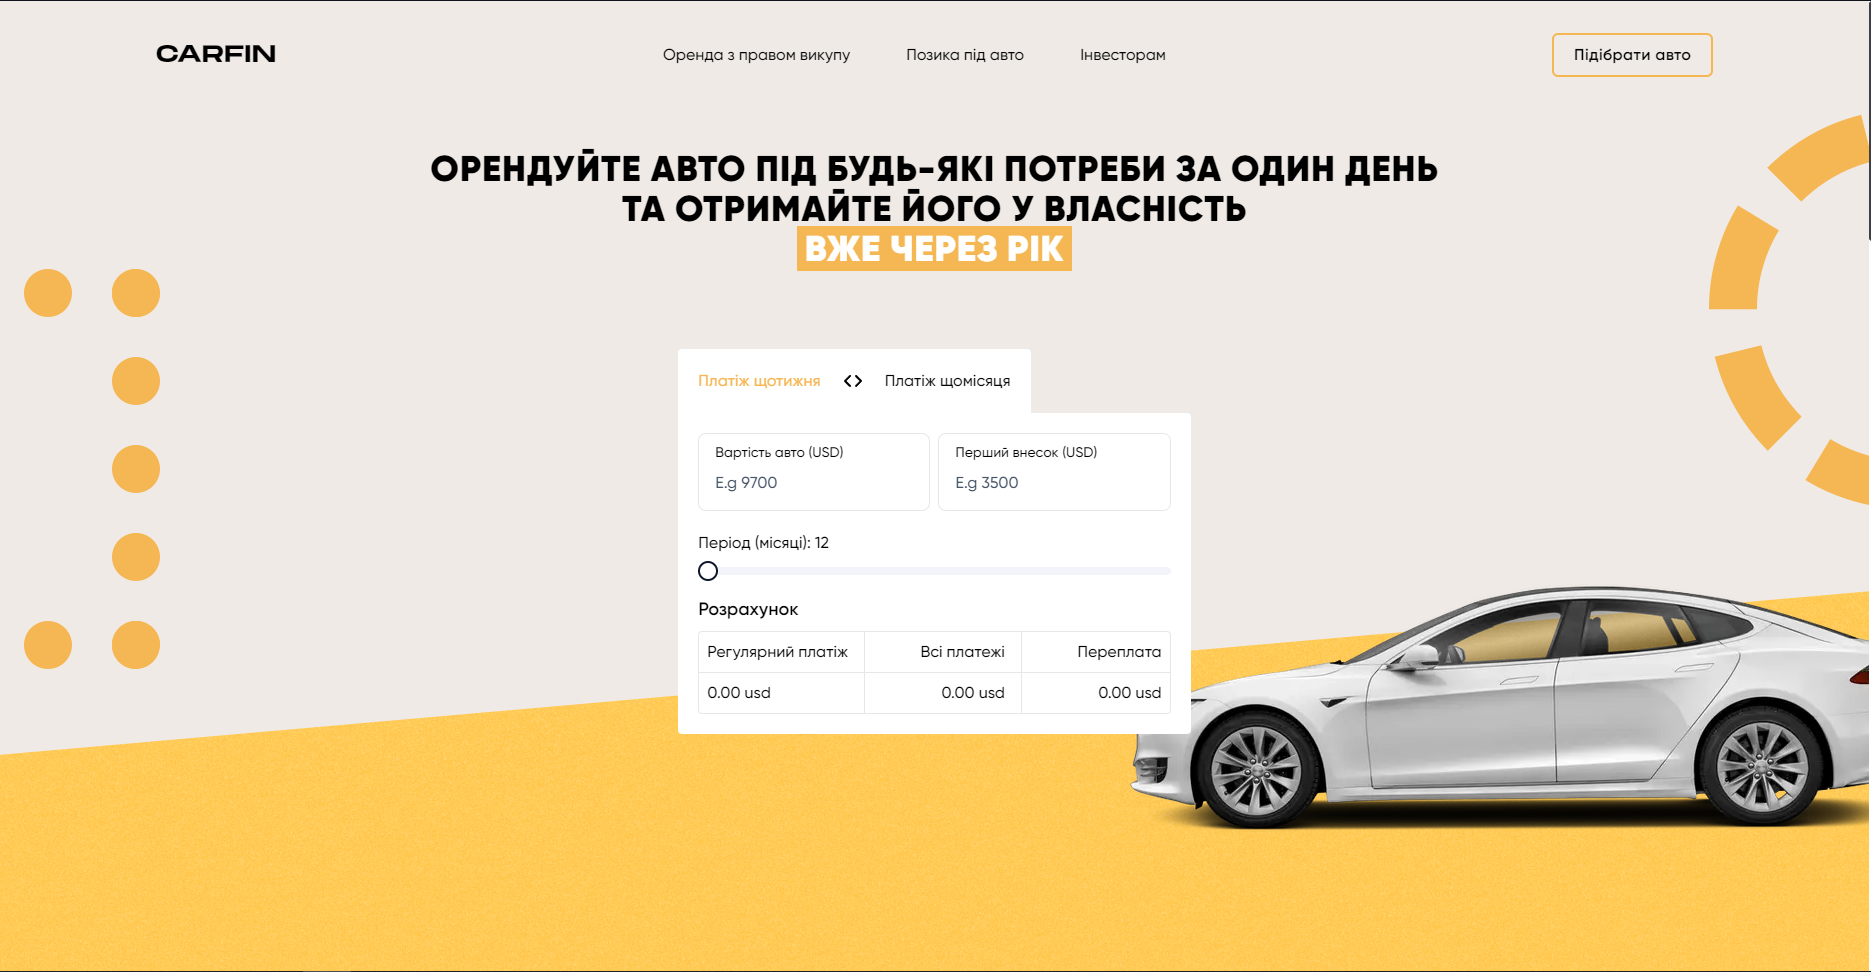 CARFIN
Оренда з правом викупу
Позика під авто
Інвесторам
Підібрати авто
ОРЕНДУЙТЕ АВТО ПІД БУДЬ-ЯКІ ПОТРЕБИ ЗА ОДИН ДЕНЬ
ТА ОТРИМАЙТЕ ЙОГО У ВЛАСНІСТЬ
ВЖЕ ЧЕРЕЗ РІК
Платіж щотижня
Платіж щомісяця
Вартість авто (USD)
E.g 9700
Перший внесок (USD)
E.g 3500
Період (місяці): 12
Розрахунок
Регулярний платіж
Всі платежі
Переплата
0.00 usd
0.00 usd
0.00 usd